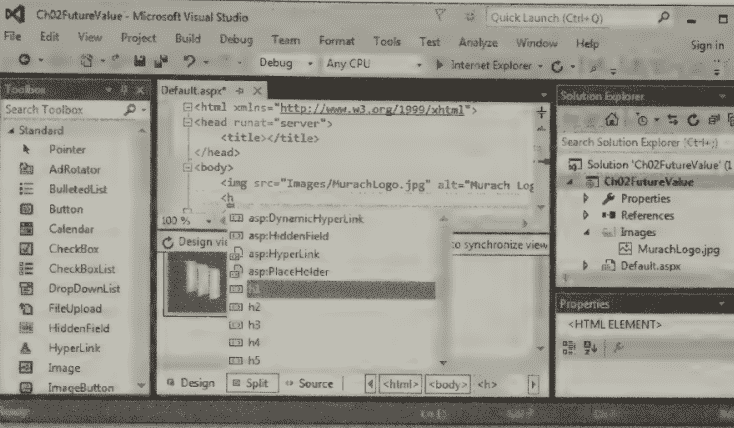 Ch02FutureValue - Microsoft Visual Studio
Quick Launch (Ctrl+Q)
File Edit View Project Build Debug Team Format Tools Test Analyze Window Help
Sign in
Debug
Any CPU
Internet Explorer
Toolbox
Search Toolbox
Standard
Pointer
AdRotator
BulletedList
Button
Calendar
CheckBox
CheckBoxList
DropDownList
FileUpload
HiddenField
HyperLink
Image
ImageButton
Default.aspx*
<html xmlns="http://www.w3.org/1999/xhtml">
<head runat="server">
<title></title>
</head>
<body>
<img src="Images/MurachLogo.jpg" alt="Murach Log
<h
100 %
asp:DynamicHyperLink
asp:HiddenField
asp:HyperLink
asp:PlaceHolder
h1
h2
h3
h4
h5
Design vie
to synchronize view
Design
Split
Source
<html>
<body>
<h>
Solution Explorer
Search Solution Explorer (Ctrl+;)
Solution 'Ch02FutureValue' (1
Ch02FutureValue
Properties
References
Images
MurachLogo.jpg
Default.aspx
Properties
<HTML ELEMENT>